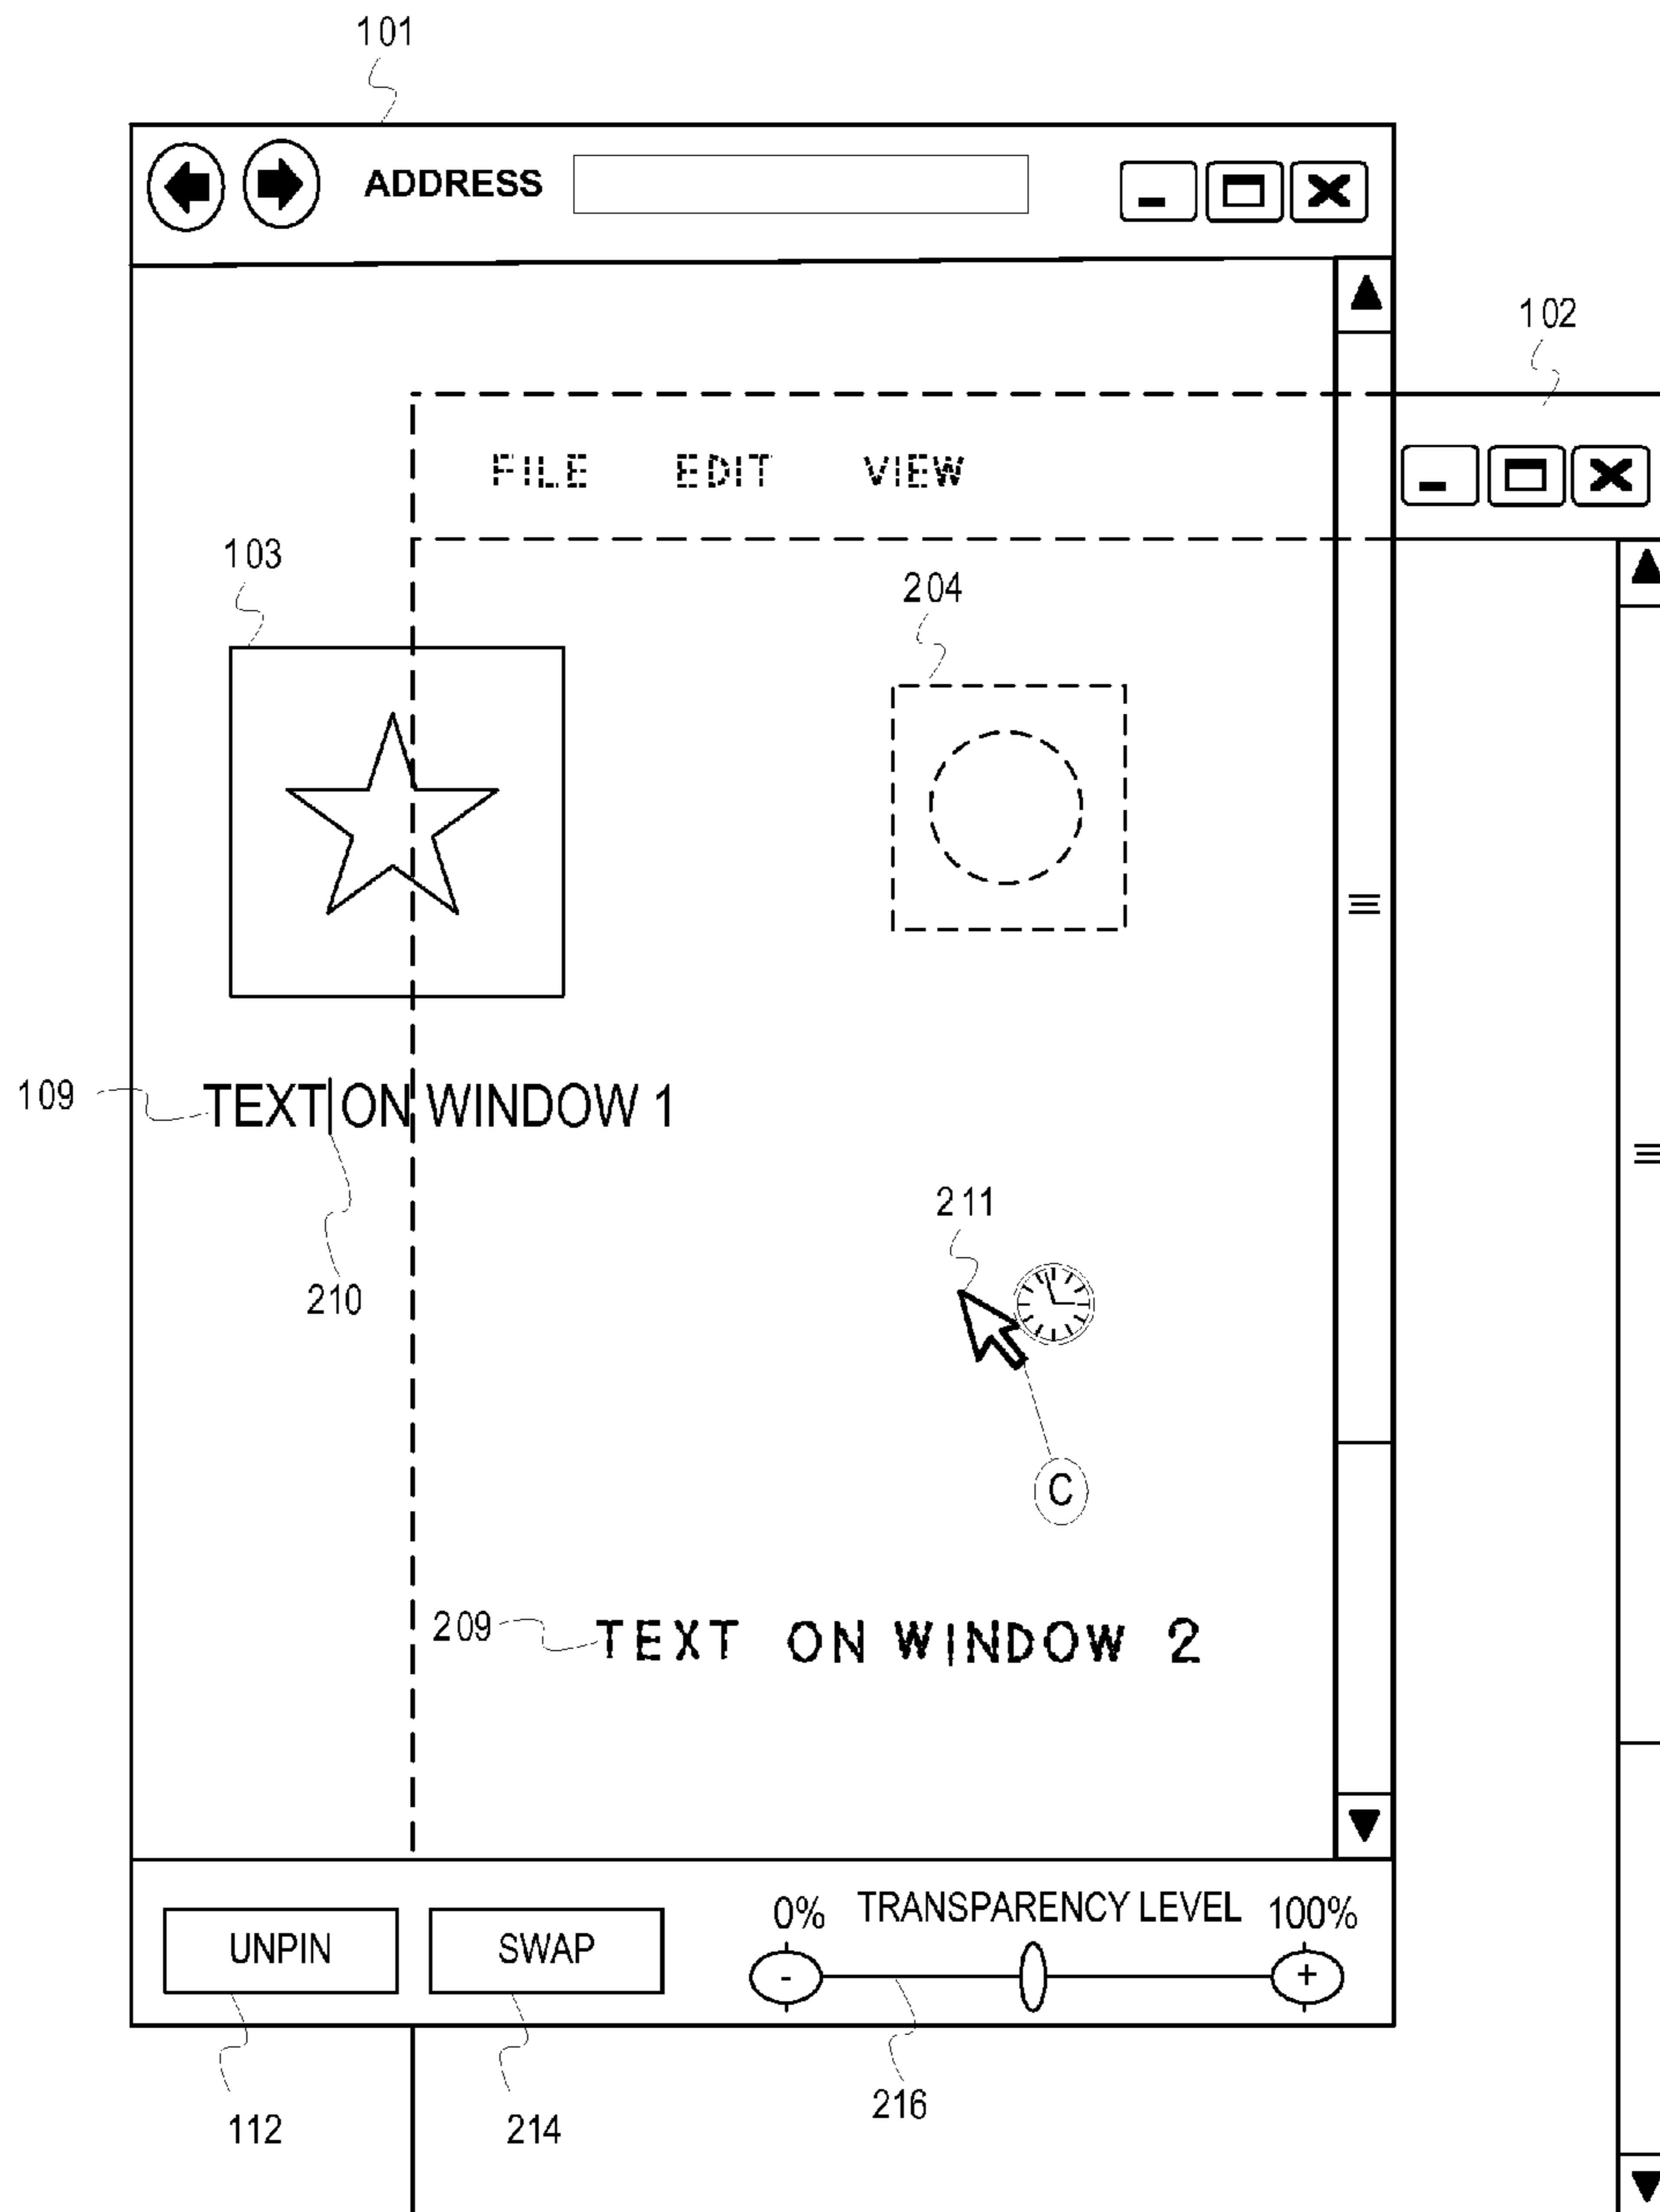 101
ADDRESS
102
FILE EDIT VIEW
103
204
109
TEXT ON WINDOW 1
211
210
C
209
TEXT ON WINDOW 2
0% TRANSPARENCY LEVEL 100%
UNPIN SWAP - +
216
112 214